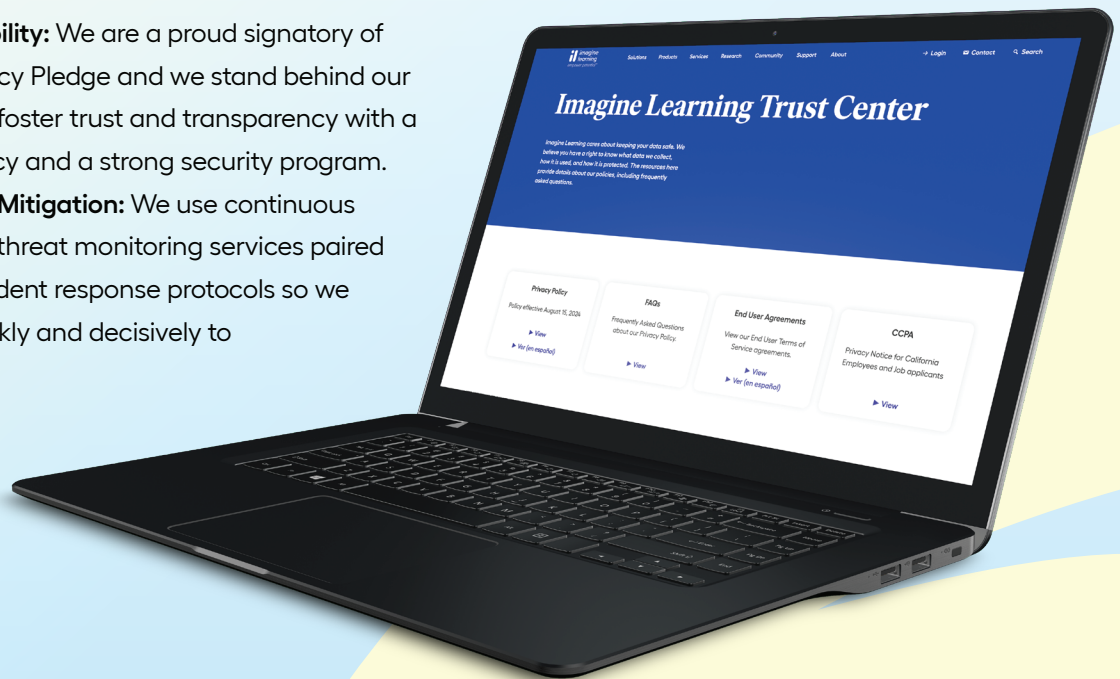 bility: We are a proud signatory of
cy Pledge and we stand behind our
foster trust and transparency with a
cy and a strong security program.
Mitigation: We use continuous
threat monitoring services paired
dent response protocols so we
kly and decisively to
imagine
learning
Solutions Products Services Research Community Support About
Login Contact Search
Imagine Learning Trust Center
Imagine Learning cares about keeping your data safe. We
believe you have a right to know what data we collect,
how it is used, and how it is protected. The resources here
provide details about our policies, including frequently
asked questions.
Privacy Policy
Policy effective August 15, 2024
▶ View
▶ Ver (en español)
FAQs
Frequently Asked Questions
about our Privacy Policy.
▶ View
End User Agreements
View our End User Terms of
Service agreements.
▶ View
▶ Ver (en español)
CCPA
Privacy Notice for California
Employees and Job applicants
▶ View